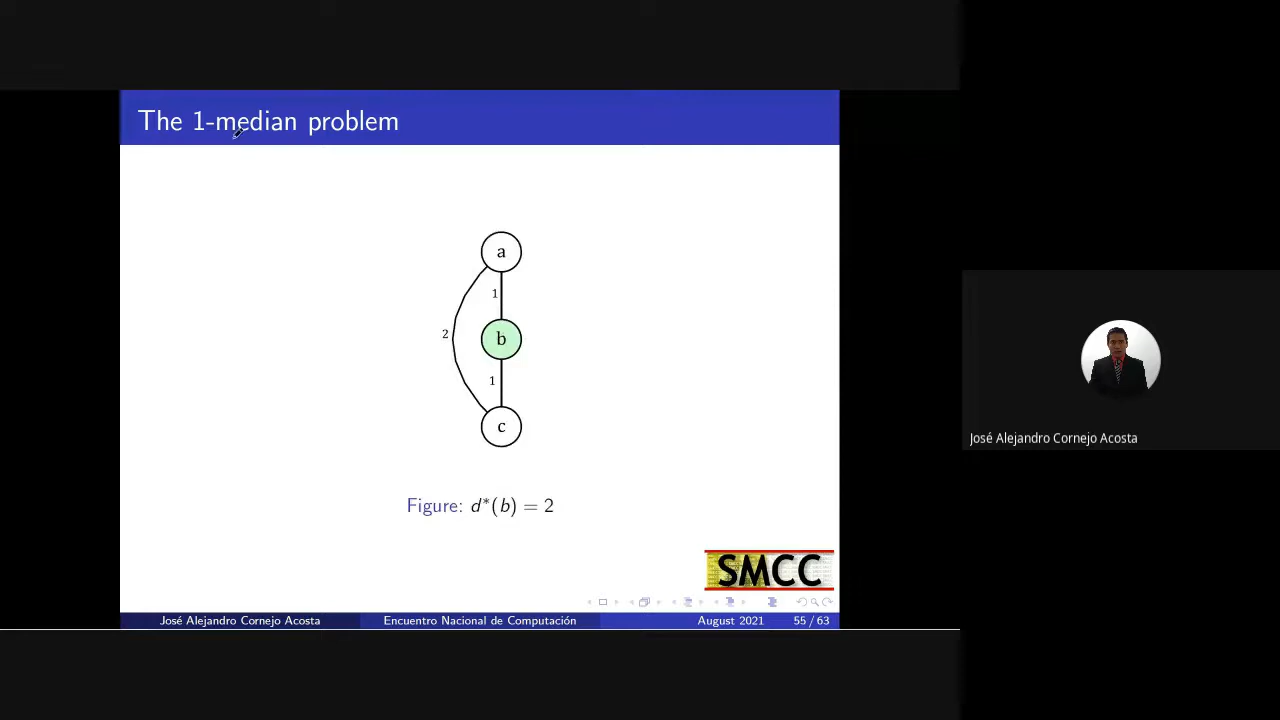 The 1-median problem
a
1
b
2
1
c
Figure: d*(b) = 2
SMCC
José Alejandro Cornejo Acosta
Encuentro Nacional de Computación
August 2021
55 / 63
José Alejandro Cornejo Acosta